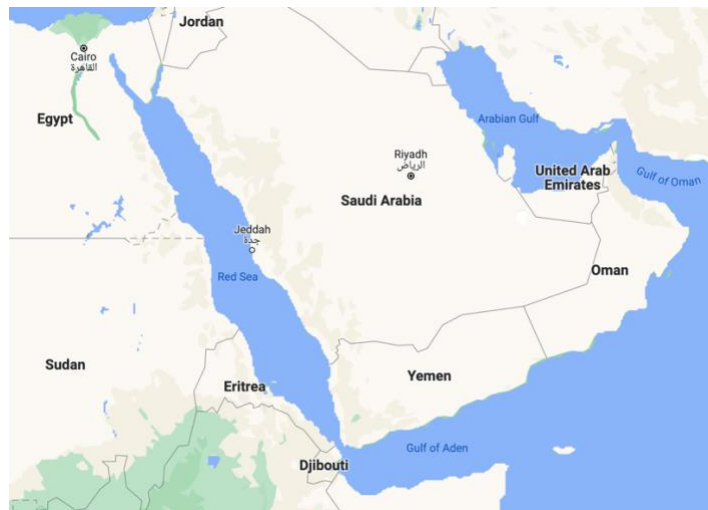 Jordan
Cairo
القاهرة
Egypt
Arabian Gulf
Riyadh
الرياض
United Arab
Emirates
Gulf of Oman
Saudi Arabia
Jeddah
جدة
Red Sea
Oman
Sudan
Eritrea
Yemen
Gulf of Aden
Djibouti